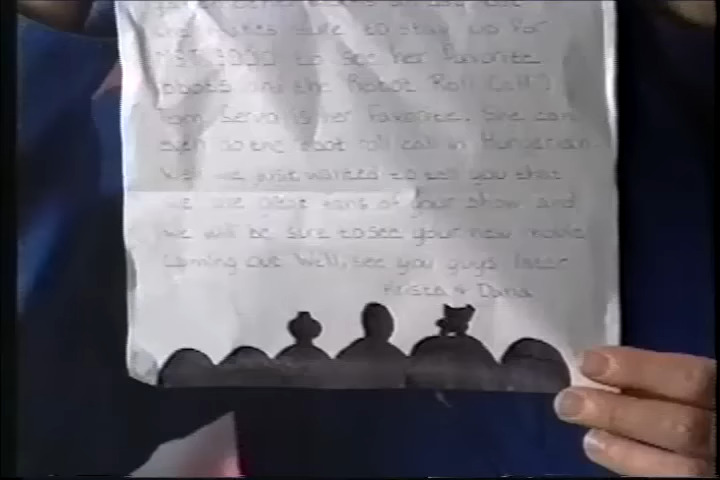 makes sure to stay up for
MST 3000 to see her favorite
robots and the Robot Roll Call!
Tom Servo is her favorite. She can
even do the robot roll call in Hungarian.
Well we just wanted to tell you that
we are great fans of your show and
we will be sure to see your new movie
coming out. Well, see you guys later
Krista & Dana